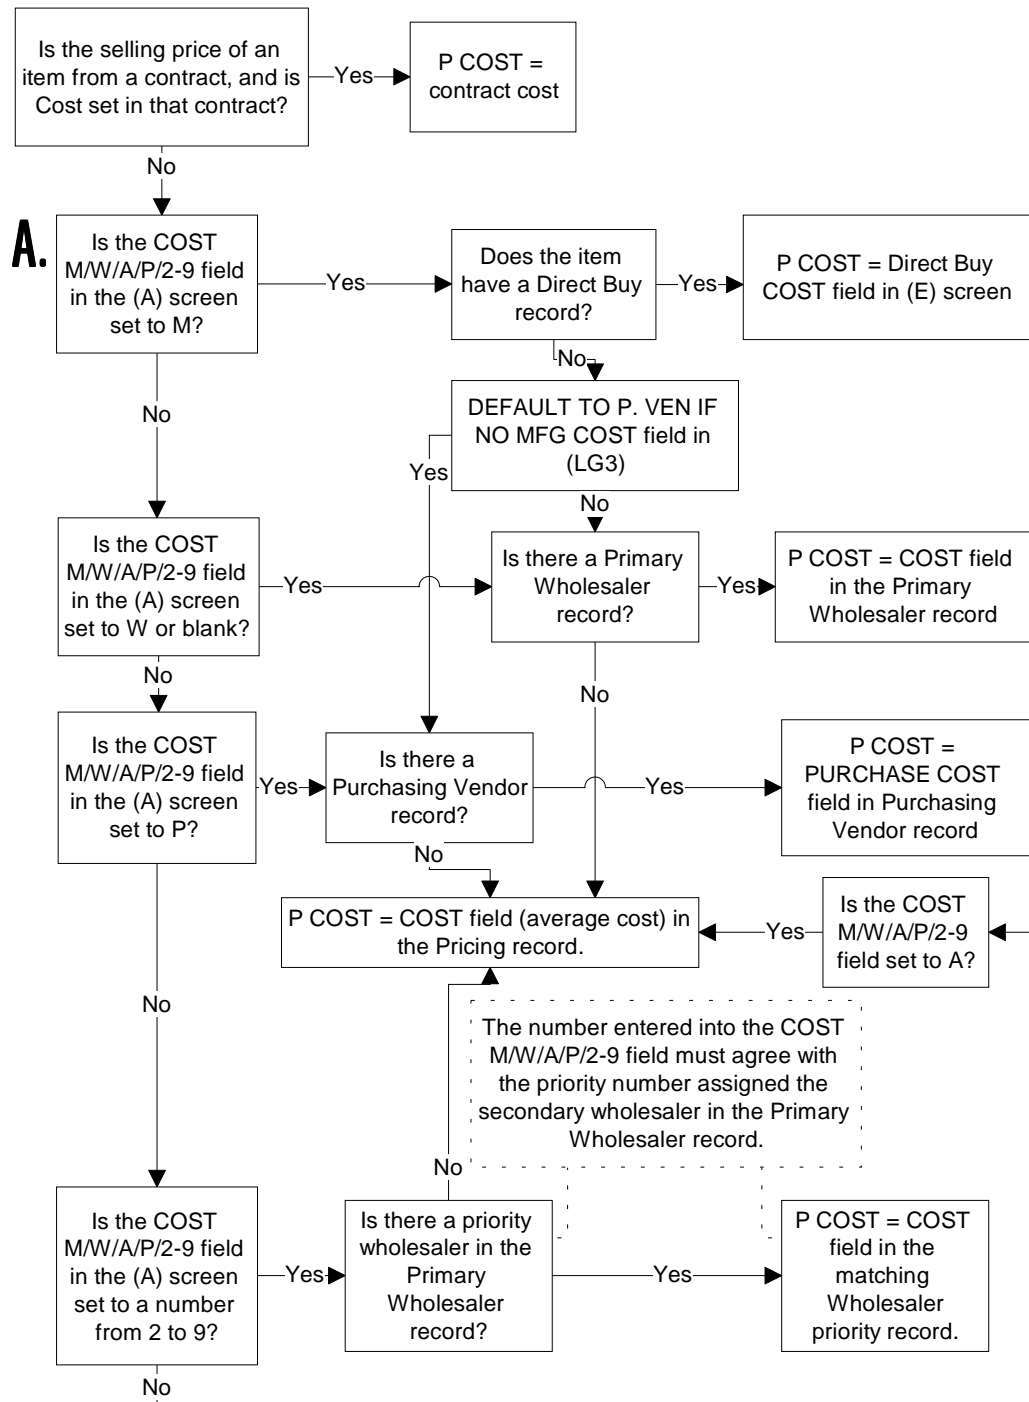 Is the selling price of an
item from a contract, and is
Cost set in that contract?
Yes
P COST =
contract cost
No
A.
Is the COST
M/W/A/P/2-9 field
in the (A) screen
set to M?
Yes
Does the item
have a Direct Buy
record?
Yes
P COST = Direct Buy
COST field in (E) screen
No
No
DEFAULT TO P. VEN IF
NO MFG COST field in
(LG3)
Yes
No
Is the COST
M/W/A/P/2-9 field
in the (A) screen
set to W or blank?
Yes
Is there a Primary
Wholesaler
record?
Yes
P COST = COST field
in the Primary
Wholesaler record
No
No
Is the COST
M/W/A/P/2-9 field
in the (A) screen
set to P?
Yes
Is there a
Purchasing Vendor
record?
Yes
P COST =
PURCHASE COST
field in Purchasing
Vendor record
No
P COST = COST field (average cost) in
the Pricing record.
Yes
Is the COST
M/W/A/P/2-9
field set to A?
No
The number entered into the COST
M/W/A/P/2-9 field must agree with
the priority number assigned the
secondary wholesaler in the Primary
Wholesaler record.
No
Is the COST
M/W/A/P/2-9 field
in the (A) screen
set to a number
from 2 to 9?
Yes
Is there a priority
wholesaler in the
Primary
Wholesaler
record?
Yes
P COST = COST
field in the
matching
Wholesaler
priority record.
No